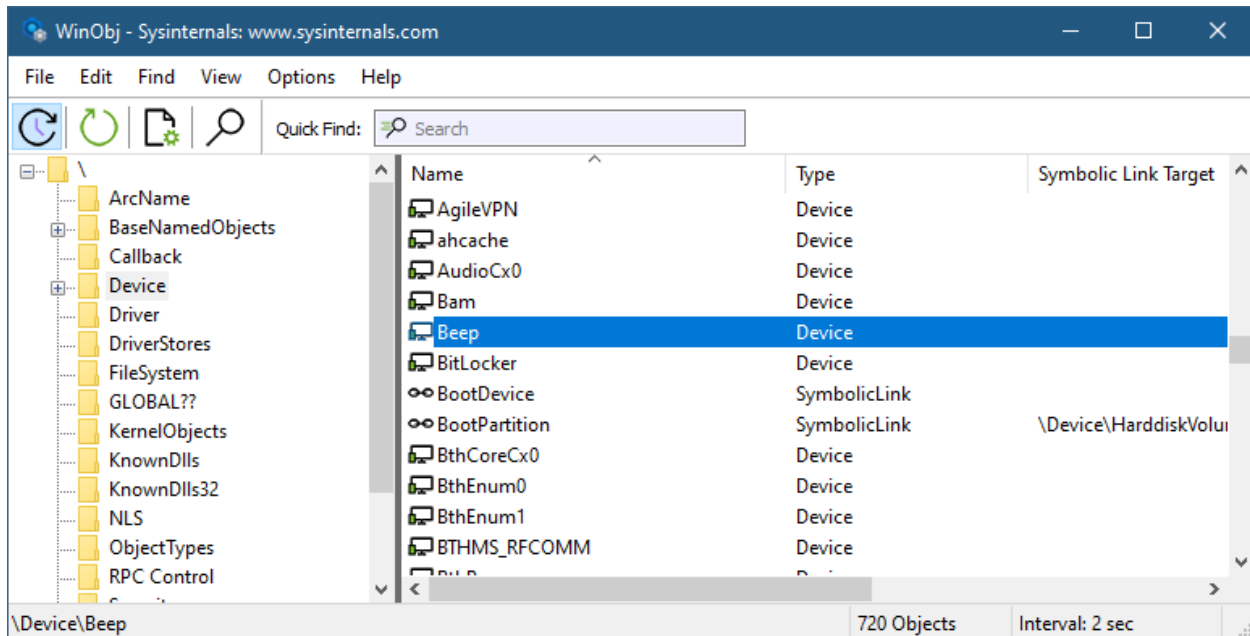 WinObj - Sysinternals: www.sysinternals.com
File Edit Find View Options Help
Quick Find: Search
\
ArcName
BaseNamedObjects
Callback
Device
Driver
DriverStores
FileSystem
GLOBAL??
KernelObjects
KnownDlls
KnownDlls32
NLS
ObjectTypes
RPC Control
Name Type Symbolic Link Target
AgileVPN Device
ahcache Device
AudioCx0 Device
Bam Device
Beep Device
BitLocker Device
BootDevice SymbolicLink
BootPartition SymbolicLink \Device\HarddiskVolu
BthCoreCx0 Device
BthEnum0 Device
BthEnum1 Device
BTHMS_RFCOMM Device
\Device\Beep 720 Objects Interval: 2 sec